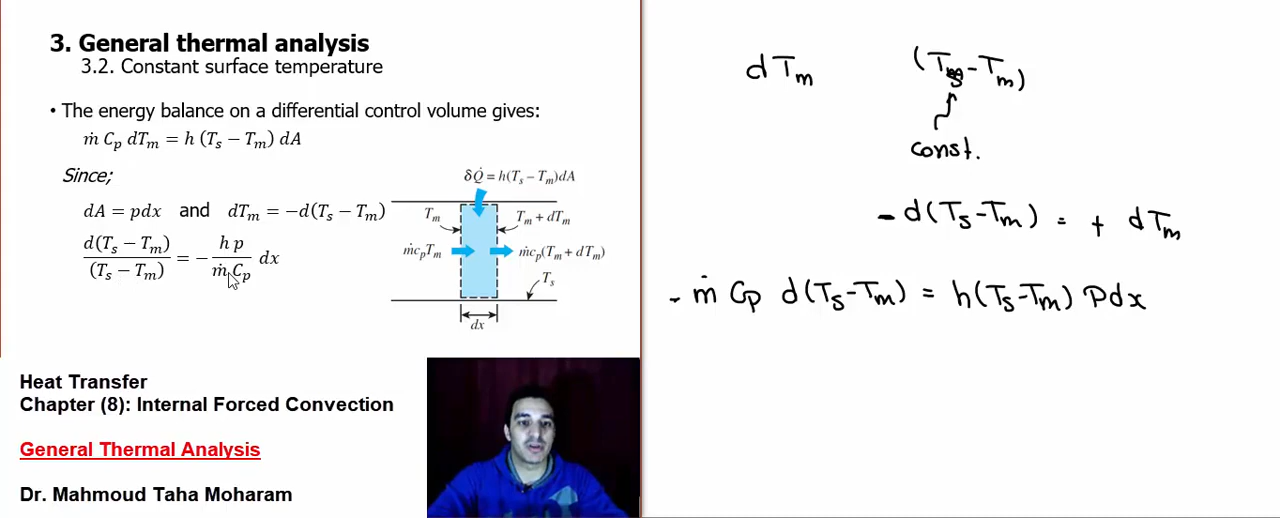 3. General thermal analysis
3.2. Constant surface temperature
• The energy balance on a differential control volume gives:
ṁ Cp dTm = h (Ts − Tm) dA
Since;
dA = pdx and dTm = −d(Ts − Tm)
d(Ts − Tm)/(Ts − Tm) = − h p/ṁ Cp dx
δQ̇ = h(Ts − Tm)dA
Tm
Tm + dTm
ṁcpTm
ṁcp(Tm + dTm)
Ts
dx
Heat Transfer
Chapter (8): Internal Forced Convection
General Thermal Analysis
Dr. Mahmoud Taha Moharam
dTm (Ts − Tm)
const.
− d(Ts − Tm) = + dTm
− ṁ Cp d(Ts − Tm) = h(Ts − Tm) Pdx